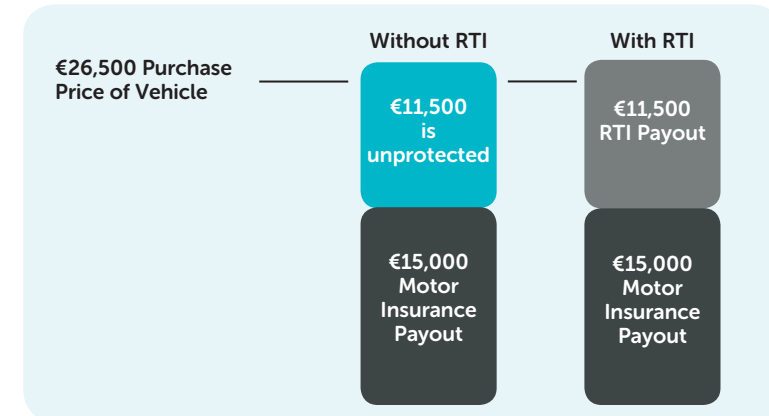 Without RTI
With RTI
€26,500 Purchase
Price of Vehicle
€11,500
is
unprotected
€11,500
RTI Payout
€15,000
Motor
Insurance
Payout
€15,000
Motor
Insurance
Payout